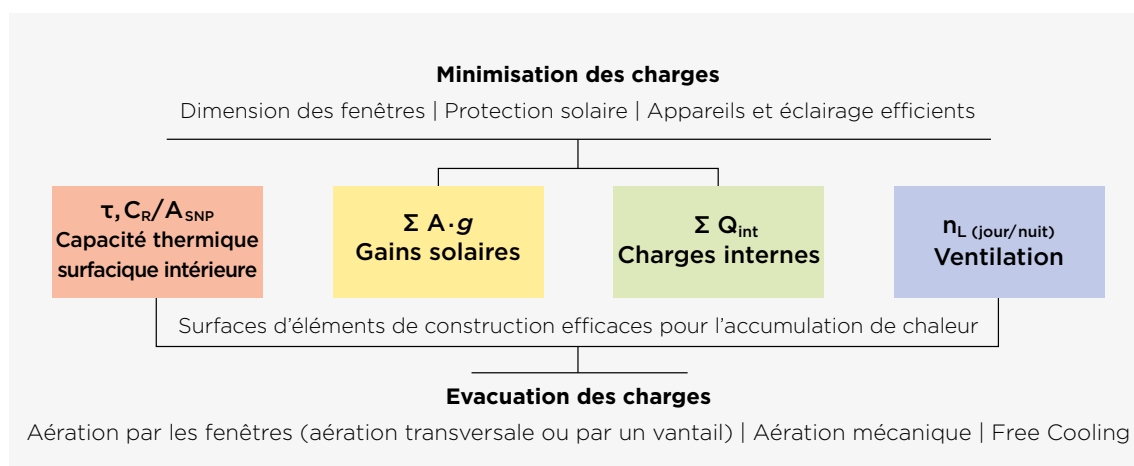 Minimisation des charges
Dimension des fenêtres | Protection solaire | Appareils et éclairage efficients
τ, CR/ASNP
Capacité thermique
surfacique intérieure
Σ A·g
Gains solaires
Σ Qint
Charges internes
nL (jour/nuit)
Ventilation
Surfaces d’éléments de construction efficaces pour l’accumulation de chaleur
Evacuation des charges
Aération par les fenêtres (aération transversale ou par un vantail) | Aération mécanique | Free Cooling